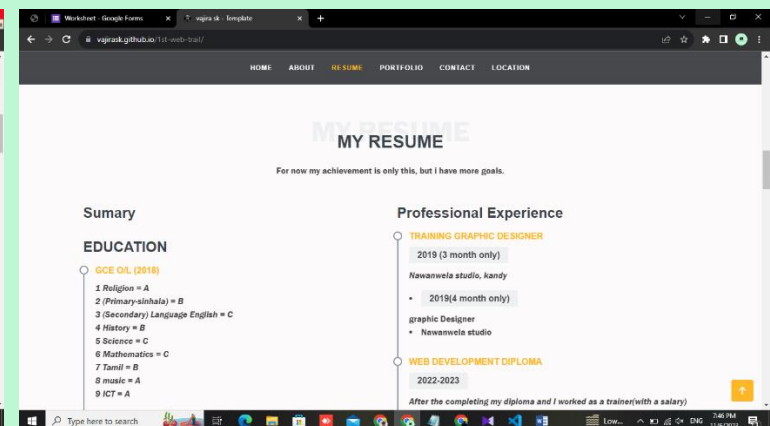 Worksheet - Google Forms
vajira sk - Template
vajirask.github.io/1st-web-trail/
HOME ABOUT RESUME PORTFOLIO CONTACT LOCATION
MY RESUME
MY RESUME
For now my achievement is only this, but i have more goals.
Sumary
EDUCATION
GCE O/L (2018)
1 Religion = A
2 (Primary-sinhala) = B
3 (Secondary) Language English = C
4 History = B
5 Science = C
6 Mathematics = C
7 Tamil = B
8 music = A
9 ICT = A
Professional Experience
TRAINING GRAPHIC DESIGNER
2019 (3 month only)
Nawanwela studio, kandy
• 2019(4 month only)
graphic Designer
• Nawanwela studio
WEB DEVELOPMENT DIPLOMA
2022-2023
After the completing my diploma and I worked as a trainer(with a salary)
Type here to search
Low...
ENG
7:46 PM
11/6/2023